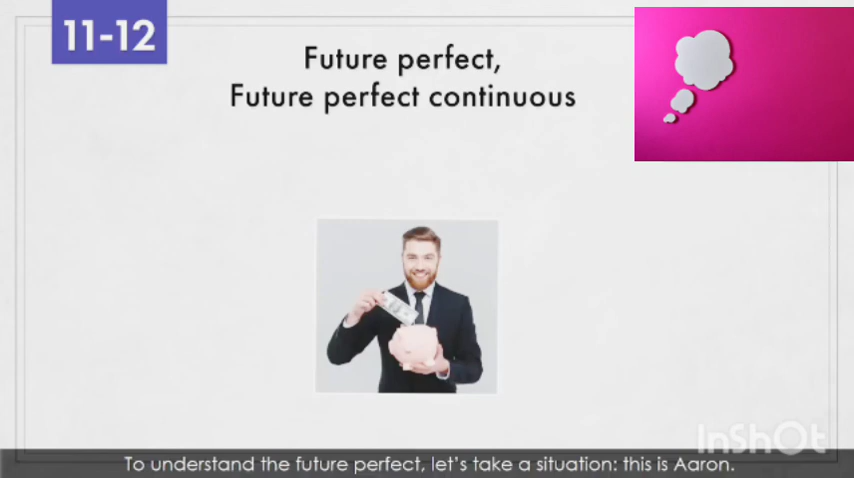 11-12
Future perfect,
Future perfect continuous
InShOt
To understand the future perfect, let's take a situation: this is Aaron.